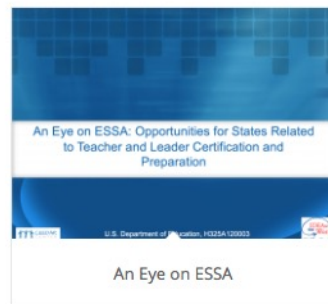 An Eye on ESSA: Opportunities for States Related
to Teacher and Leader Certification and
Preparation
U.S. Department of Education, H325A120003
An Eye on ESSA